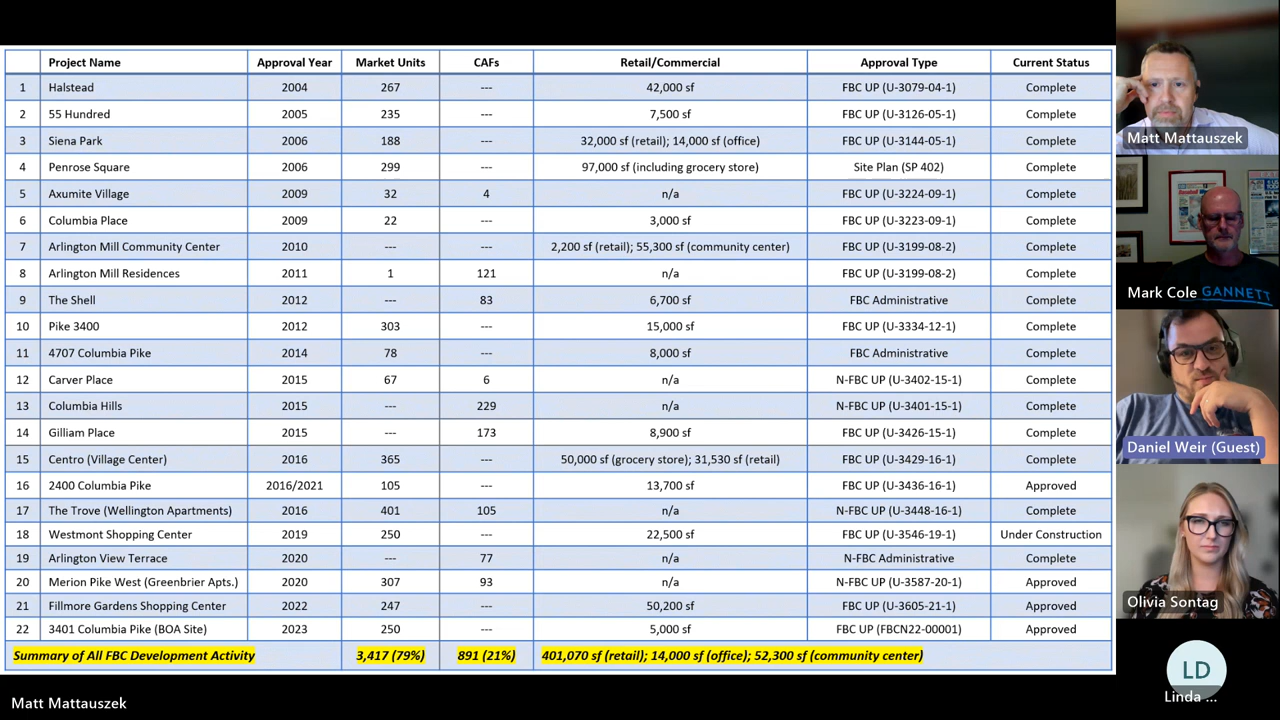 Project Name Approval Year Market Units CAFs Retail/Commercial Approval Type Current Status
1 Halstead 2004 267 --- 42,000 sf FBC UP (U-3079-04-1) Complete
2 55 Hundred 2005 235 --- 7,500 sf FBC UP (U-3126-05-1) Complete
3 Siena Park 2006 188 --- 32,000 sf (retail); 14,000 sf (office) FBC UP (U-3144-05-1) Complete
4 Penrose Square 2006 299 --- 97,000 sf (including grocery store) Site Plan (SP 402) Complete
5 Axumite Village 2009 32 4 n/a FBC UP (U-3224-09-1) Complete
6 Columbia Place 2009 22 --- 3,000 sf FBC UP (U-3223-09-1) Complete
7 Arlington Mill Community Center 2010 --- --- 2,200 sf (retail); 55,300 sf (community center) FBC UP (U-3199-08-2) Complete
8 Arlington Mill Residences 2011 1 121 n/a FBC UP (U-3199-08-2) Complete
9 The Shell 2012 --- 83 6,700 sf FBC Administrative Complete
10 Pike 3400 2012 303 --- 15,000 sf FBC UP (U-3334-12-1) Complete
11 4707 Columbia Pike 2014 78 --- 8,000 sf FBC Administrative Complete
12 Carver Place 2015 67 6 n/a N-FBC UP (U-3402-15-1) Complete
13 Columbia Hills 2015 --- 229 n/a N-FBC UP (U-3401-15-1) Complete
14 Gilliam Place 2015 --- 173 8,900 sf FBC UP (U-3426-15-1) Complete
15 Centro (Village Center) 2016 365 --- 50,000 sf (grocery store); 31,530 sf (retail) FBC UP (U-3429-16-1) Complete
16 2400 Columbia Pike 2016/2021 105 --- 13,700 sf FBC UP (U-3436-16-1) Approved
17 The Trove (Wellington Apartments) 2016 401 105 n/a N-FBC UP (U-3448-16-1) Complete
18 Westmont Shopping Center 2019 250 --- 22,500 sf FBC UP (U-3546-19-1) Under Construction
19 Arlington View Terrace 2020 --- 77 n/a N-FBC Administrative Complete
20 Merion Pike West (Greenbrier Apts.) 2020 307 93 n/a N-FBC UP (U-3587-20-1) Approved
21 Fillmore Gardens Shopping Center 2022 247 --- 50,200 sf FBC UP (U-3605-21-1) Approved
22 3401 Columbia Pike (BOA Site) 2023 250 --- 5,000 sf FBC UP (FBCN22-00001) Approved
Summary of All FBC Development Activity 3,417 (79%) 891 (21%) 401,070 sf (retail); 14,000 sf (office); 52,300 sf (community center)
Matt Mattauszek
Matt Mattauszek
GANNETT
Mark Cole
Daniel Weir (Guest)
Olivia Sontag
LD
Linda ...